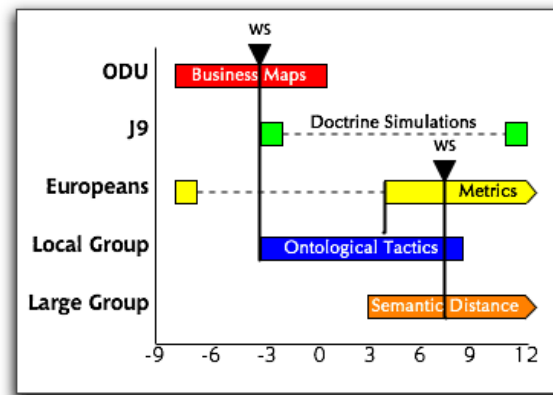 ws
ODU
Business Maps
J9
Doctrine Simulations
ws
Europeans
Metrics
Local Group
Ontological Tactics
Large Group
Semantic Distance
-9 -6 -3 0 3 6 9 12